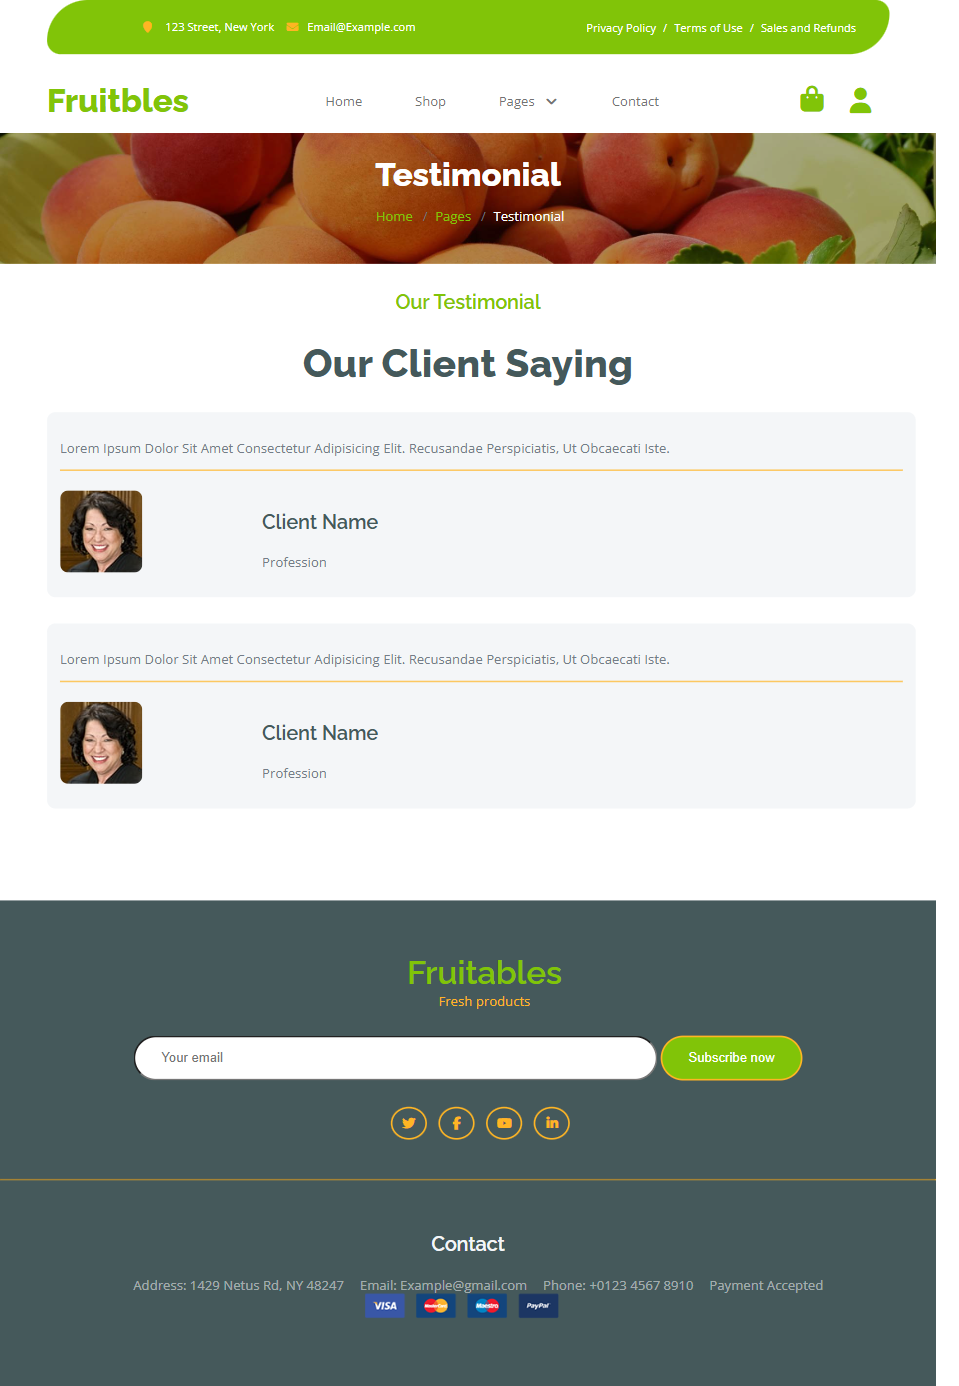 123 Street, New York Email@Example.com Privacy Policy / Terms of Use / Sales and Refunds
Fruitbles Home Shop Pages Contact
Testimonial
Home / Pages / Testimonial
Our Testimonial
Our Client Saying
Lorem Ipsum Dolor Sit Amet Consectetur Adipisicing Elit. Recusandae Perspiciatis, Ut Obcaecati Iste.
Client Name
Profession
Lorem Ipsum Dolor Sit Amet Consectetur Adipisicing Elit. Recusandae Perspiciatis, Ut Obcaecati Iste.
Client Name
Profession
Fruitables
Fresh products
Your email Subscribe now
Contact
Address: 1429 Netus Rd, NY 48247 Email: Example@gmail.com Phone: +0123 4567 8910 Payment Accepted
VISA MasterCard Maestro PayPal